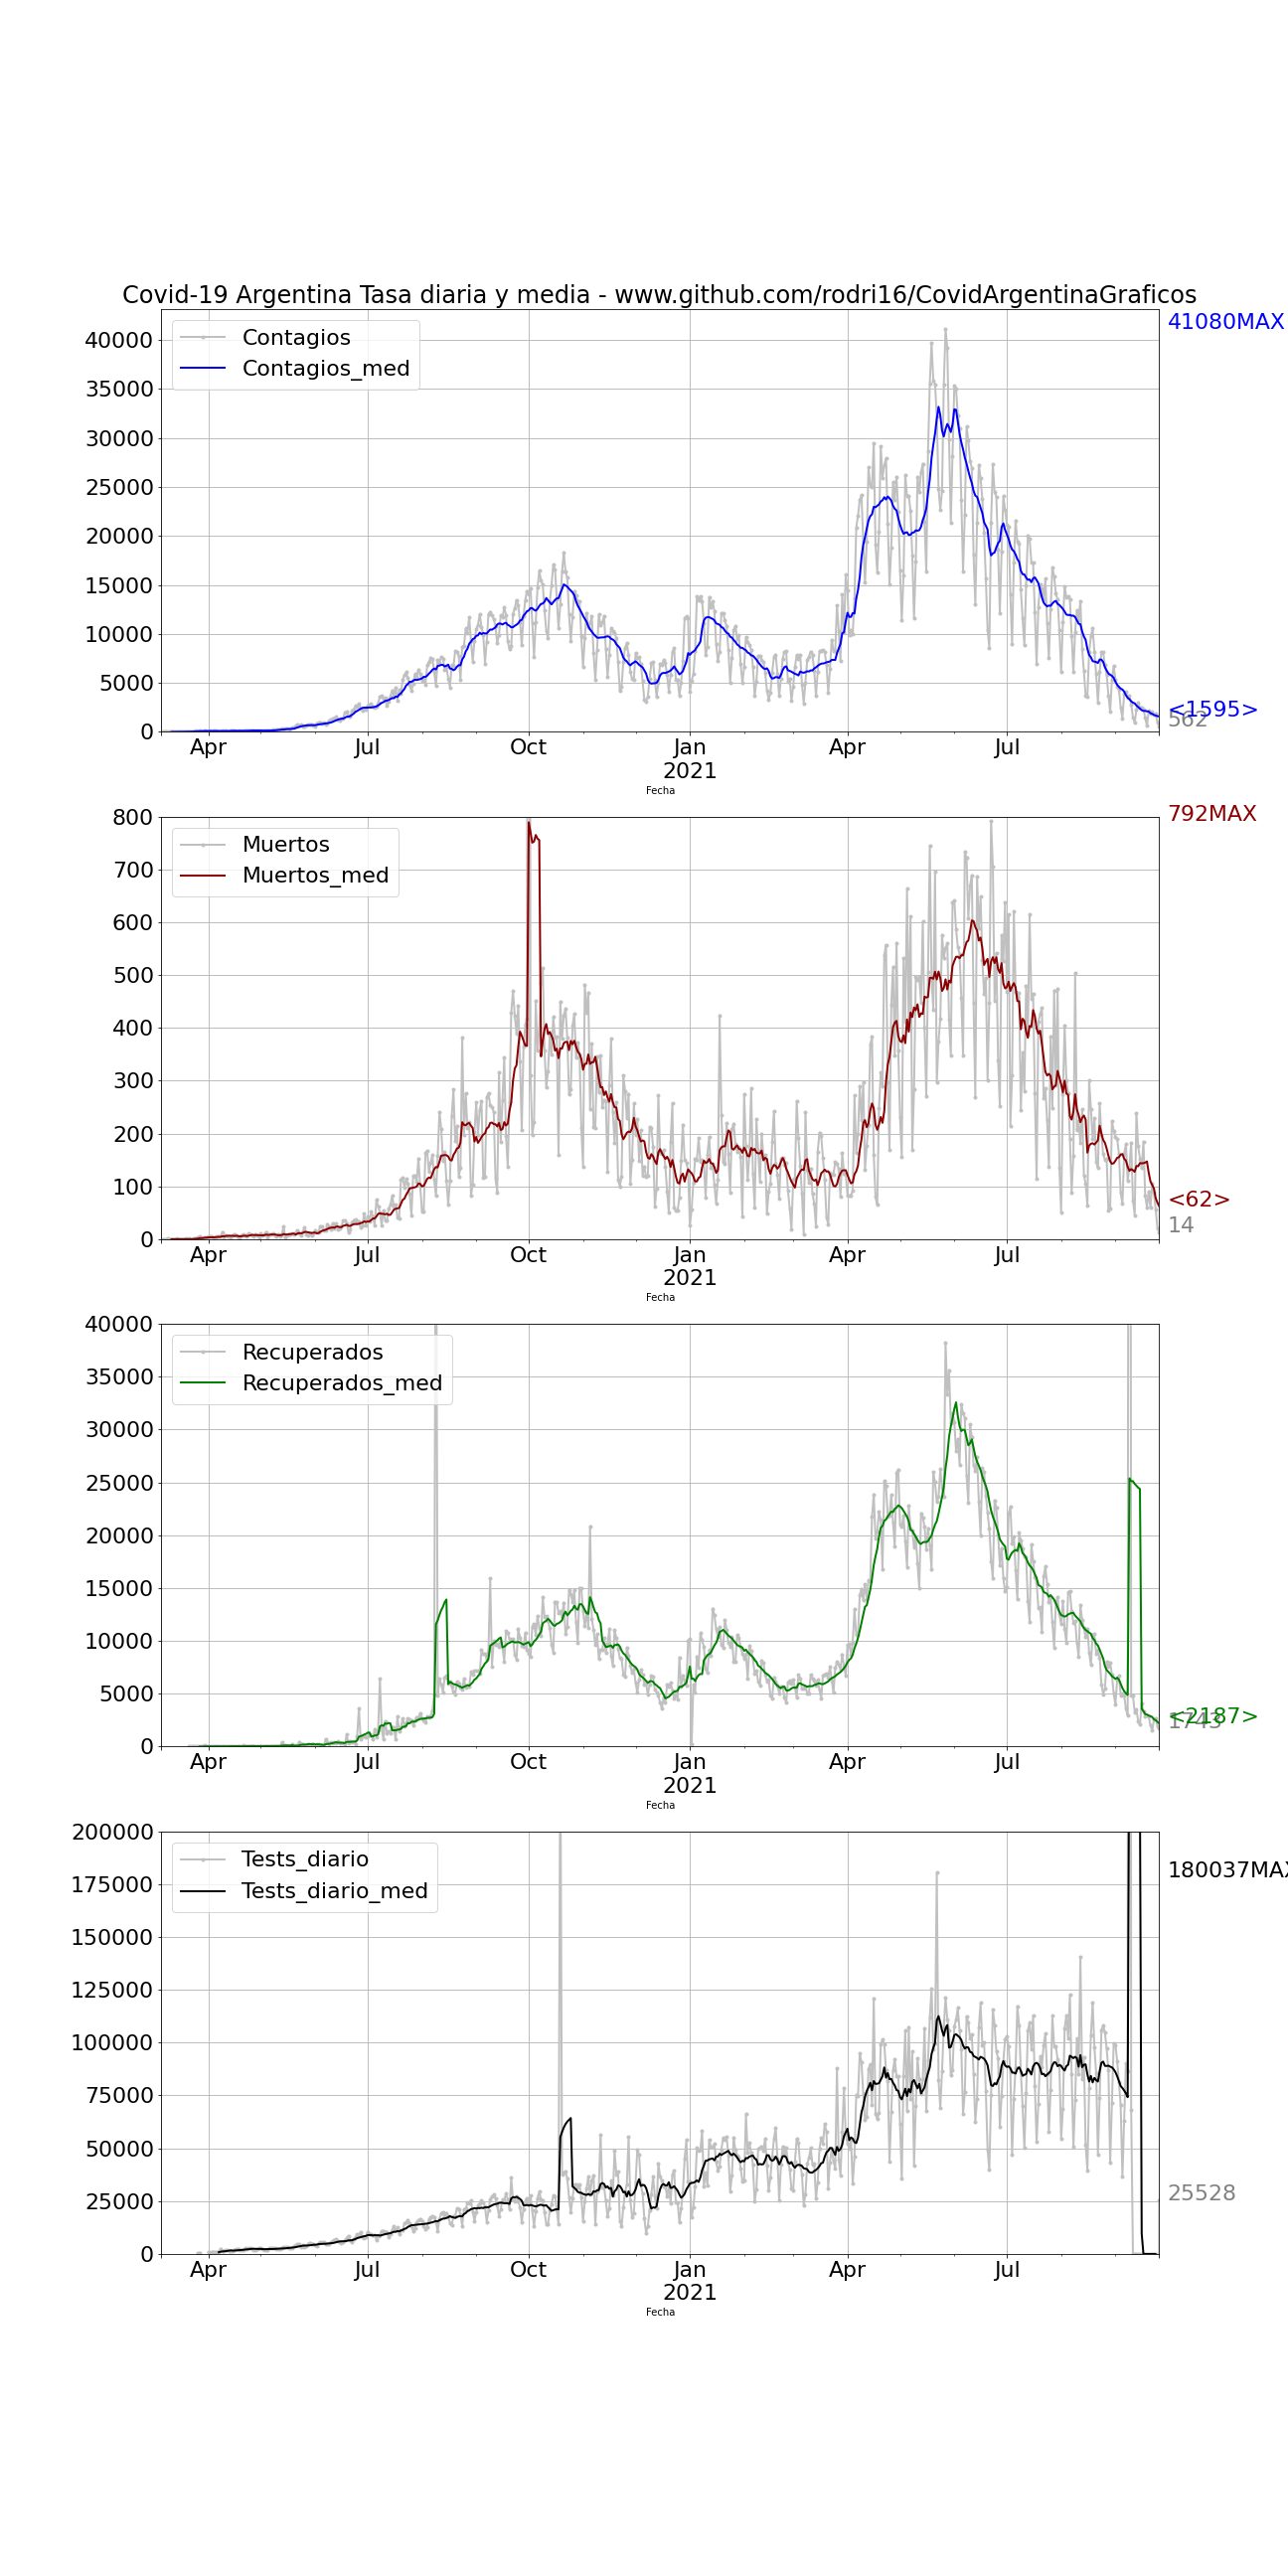 Covid-19 Argentina Tasa diaria y media - www.github.com/rodri16/CovidArgentinaGraficos
41080MAX
Contagios
Contagios_med
40000
35000
30000
25000
20000
15000
10000
5000
0
<1595>
562
Apr Jul Oct Jan Apr Jul
2021
Fecha
792MAX
Muertos
Muertos_med
800
700
600
500
400
300
200
100
0
<62>
14
Apr Jul Oct Jan Apr Jul
2021
Fecha
Recuperados
Recuperados_med
40000
35000
30000
25000
20000
15000
10000
5000
0
<2187>
1743
Apr Jul Oct Jan Apr Jul
2021
Fecha
Tests_diario
Tests_diario_med
180037MAX
200000
175000
150000
125000
100000
75000
50000
25000
0
25528
Apr Jul Oct Jan Apr Jul
2021
Fecha